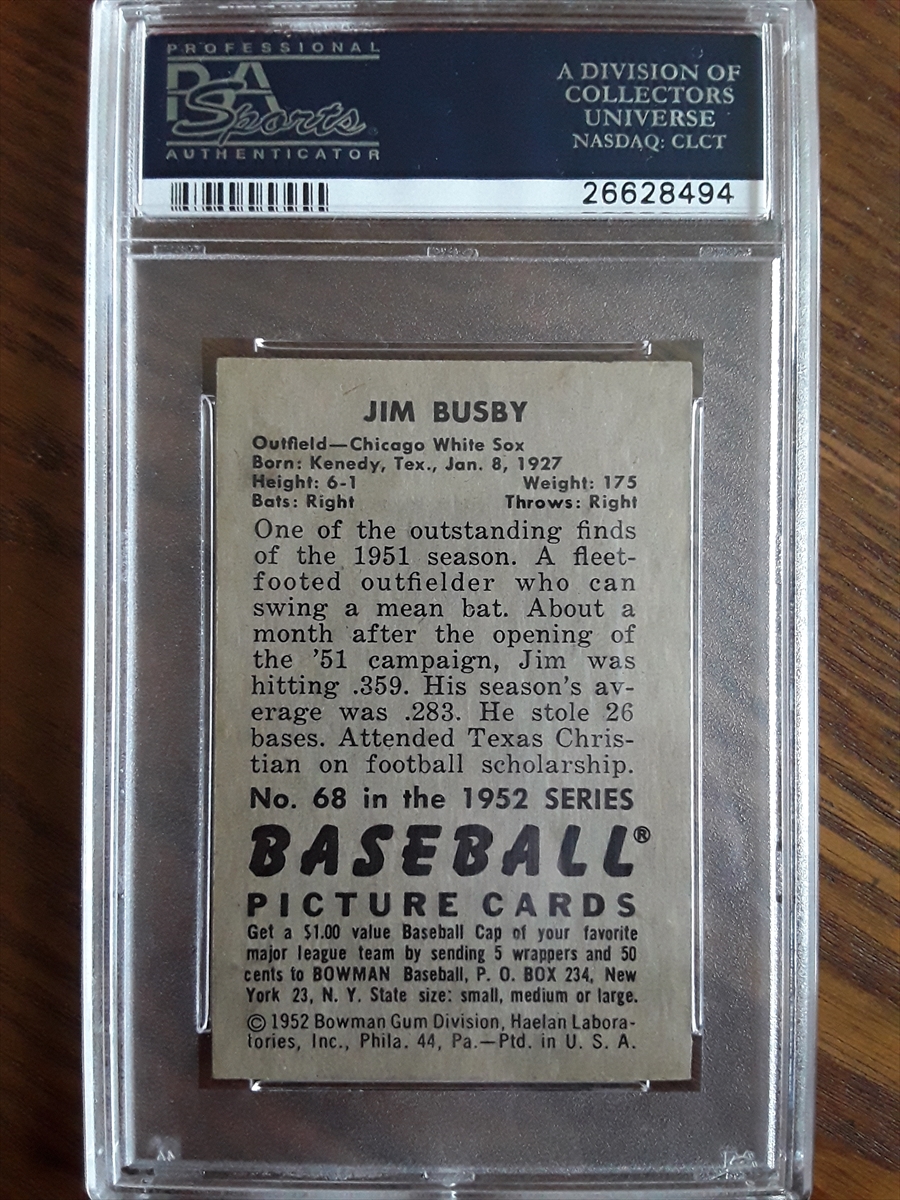 PROFESSIONAL
PSA
Sports
AUTHENTICATOR
A DIVISION OF
COLLECTORS
UNIVERSE
NASDAQ: CLCT
26628494
JIM BUSBY
Outfield—Chicago White Sox
Born: Kenedy, Tex., Jan. 8, 1927
Height: 6-1 Weight: 175
Bats: Right Throws: Right
One of the outstanding finds
of the 1951 season. A fleet-
footed outfielder who can
swing a mean bat. About a
month after the opening of
the '51 campaign, Jim was
hitting .359. His season's av-
erage was .283. He stole 26
bases. Attended Texas Chris-
tian on football scholarship.
No. 68 in the 1952 SERIES
BASEBALL®
PICTURE CARDS
Get a $1.00 value Baseball Cap of your favorite
major league team by sending 5 wrappers and 50
cents to BOWMAN Baseball, P. O. BOX 234, New
York 23, N. Y. State size: small, medium or large.
© 1952 Bowman Gum Division, Haelan Labora-
tories, Inc., Phila. 44, Pa.—Ptd. in U. S. A.